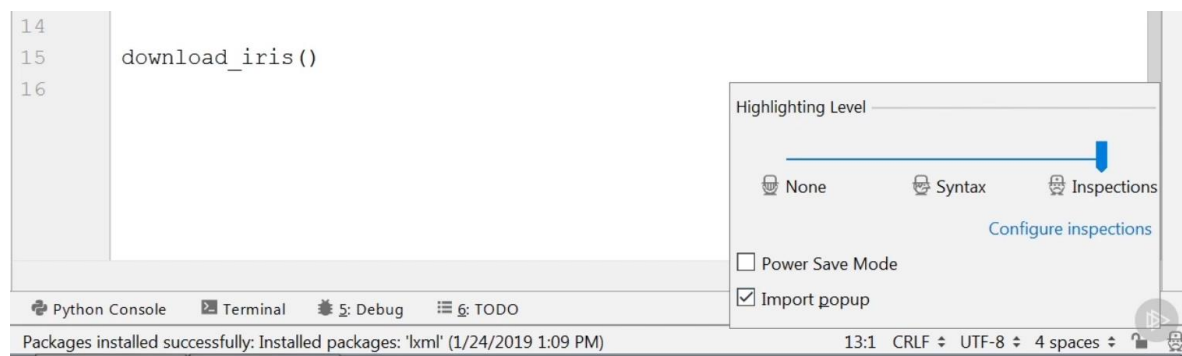 14
15 download_iris()
16
Highlighting Level
None Syntax Inspections
Configure inspections
Power Save Mode
Import popup
Python Console Terminal 5: Debug 6: TODO
Packages installed successfully: Installed packages: 'lxml' (1/24/2019 1:09 PM) 13:1 CRLF UTF-8 4 spaces